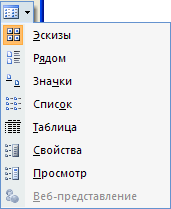 Эскизы
Рядом
Значки
Список
Таблица
Свойства
Просмотр
Веб-представление